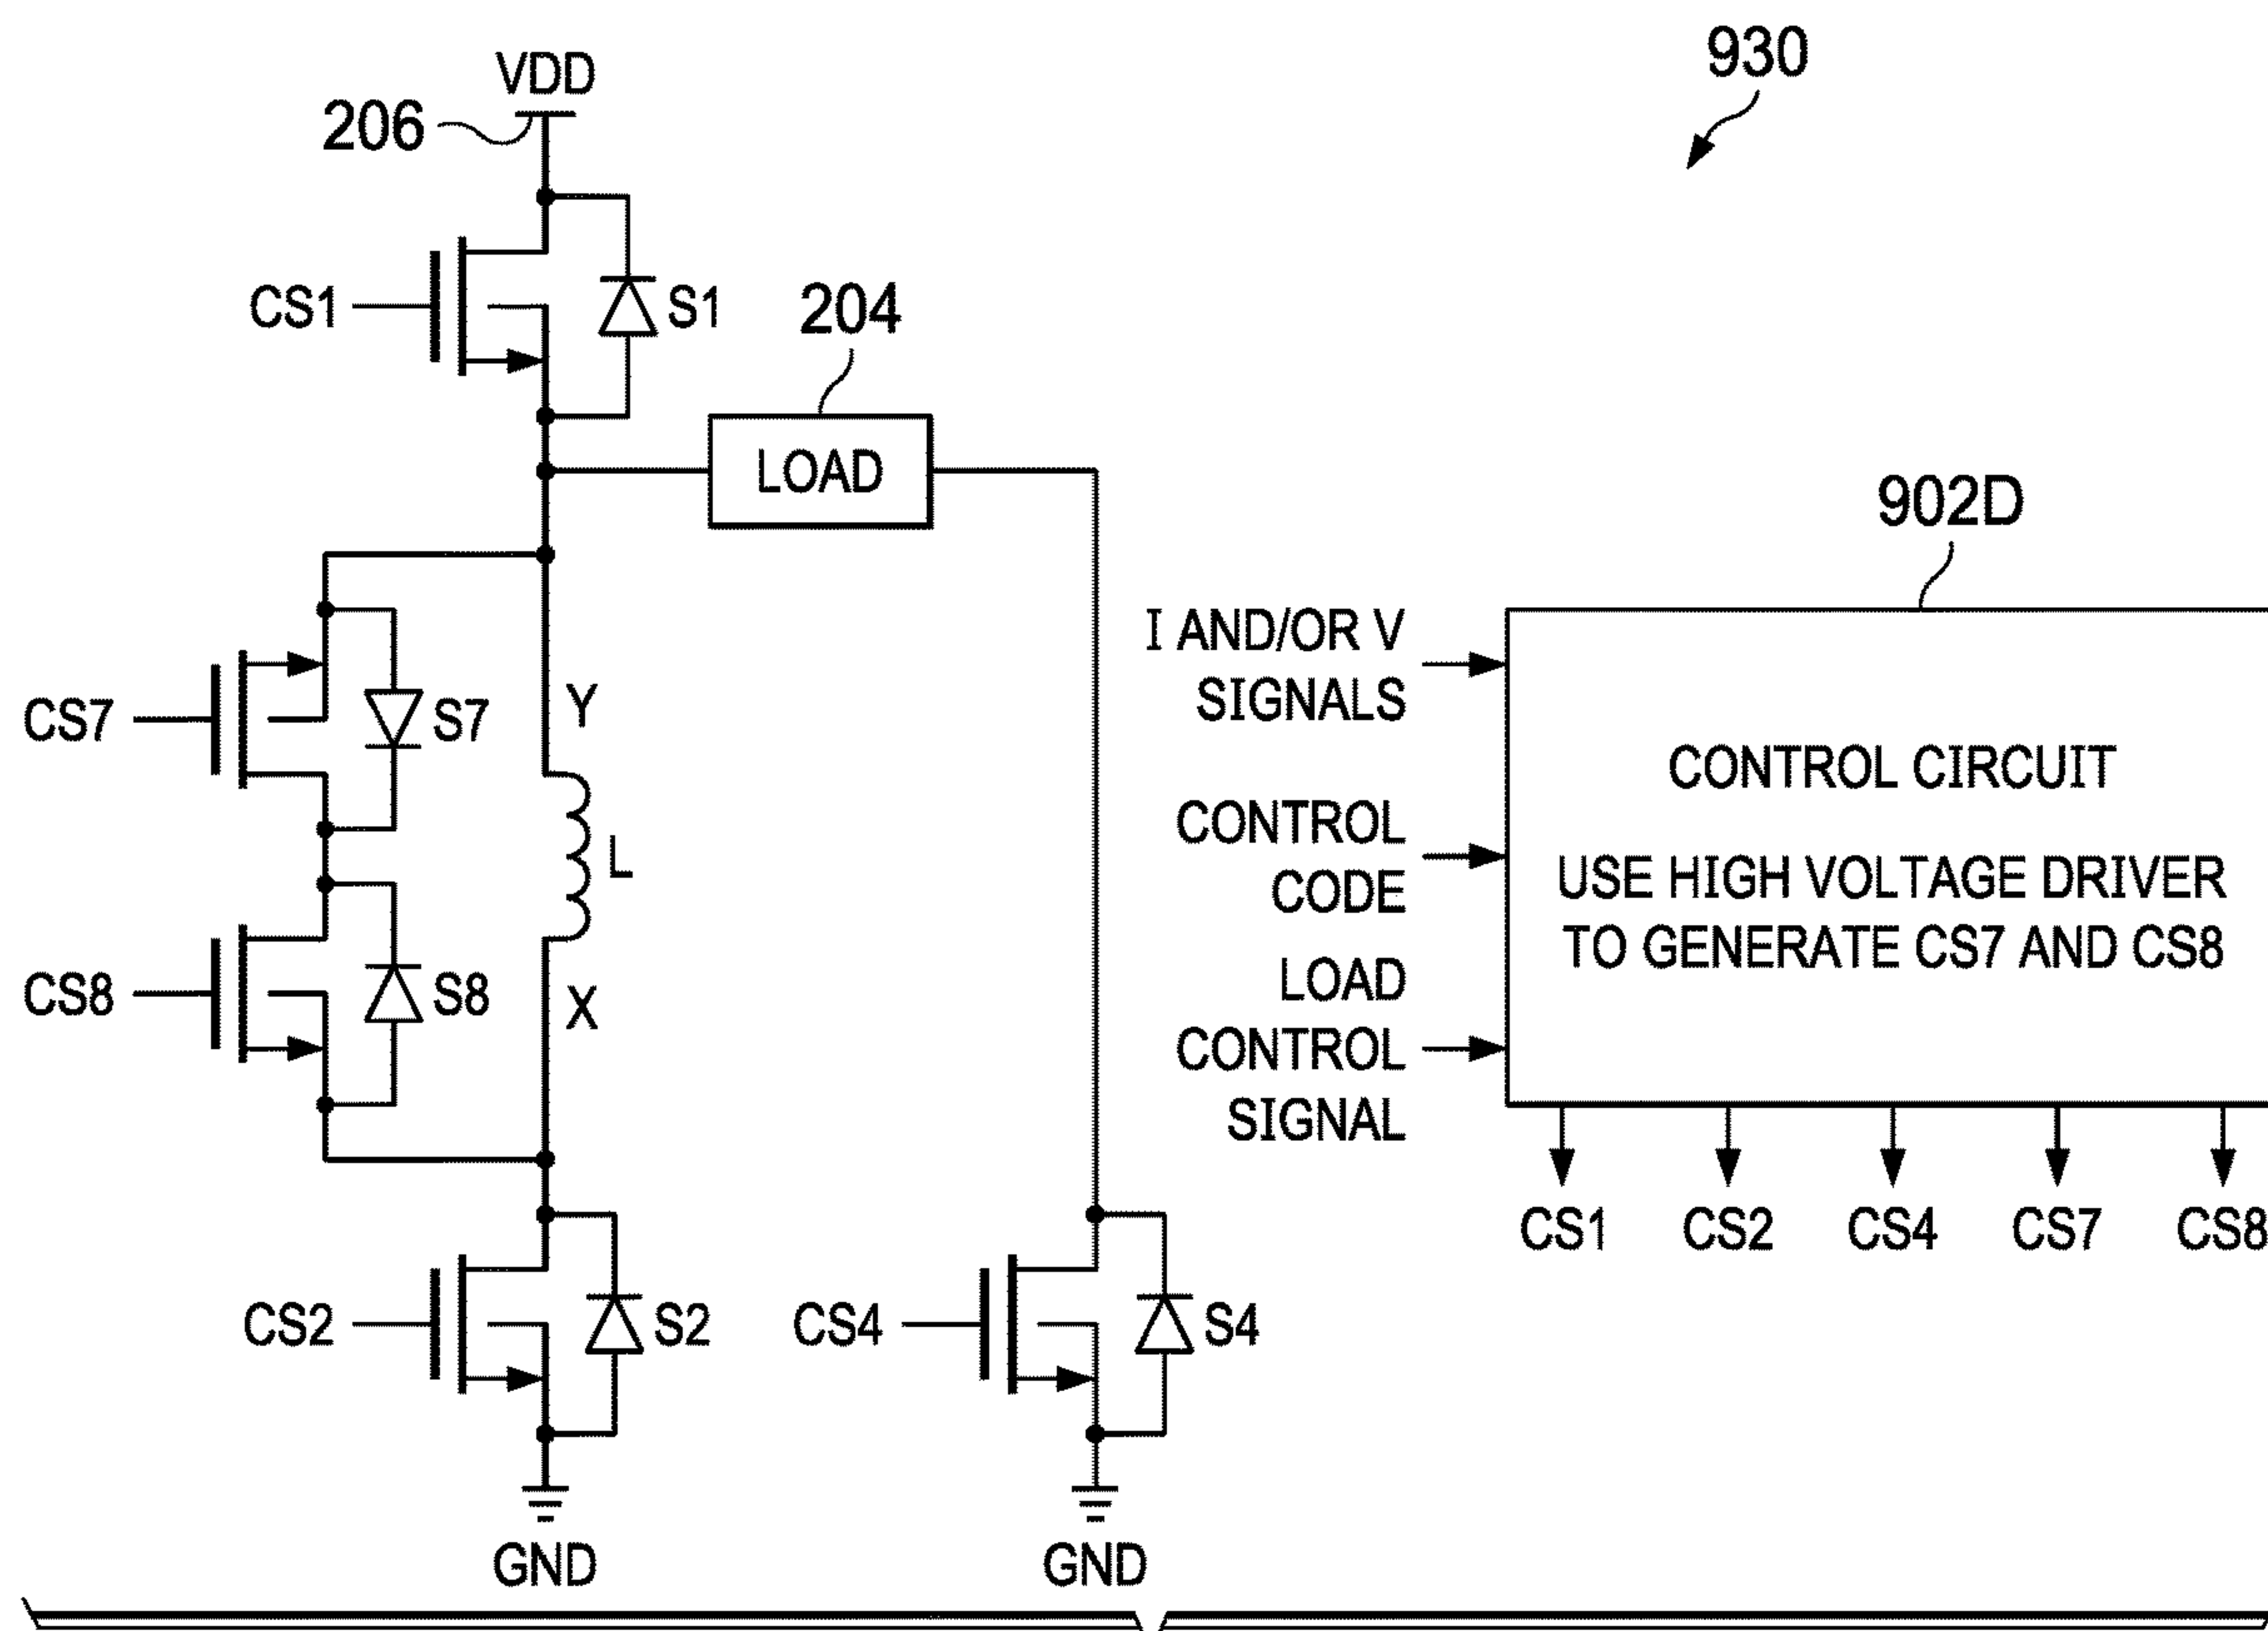 930
VDD
206
CS1
S1
204
LOAD
902D
I AND/OR V
SIGNALS
CONTROL
CODE
LOAD
CONTROL
SIGNAL
CONTROL CIRCUIT
USE HIGH VOLTAGE DRIVER
TO GENERATE CS7 AND CS8
CS7
S7
Y
L
CS8
S8
X
CS1
CS2
CS4
CS7
CS8
CS2
S2
CS4
S4
GND
GND